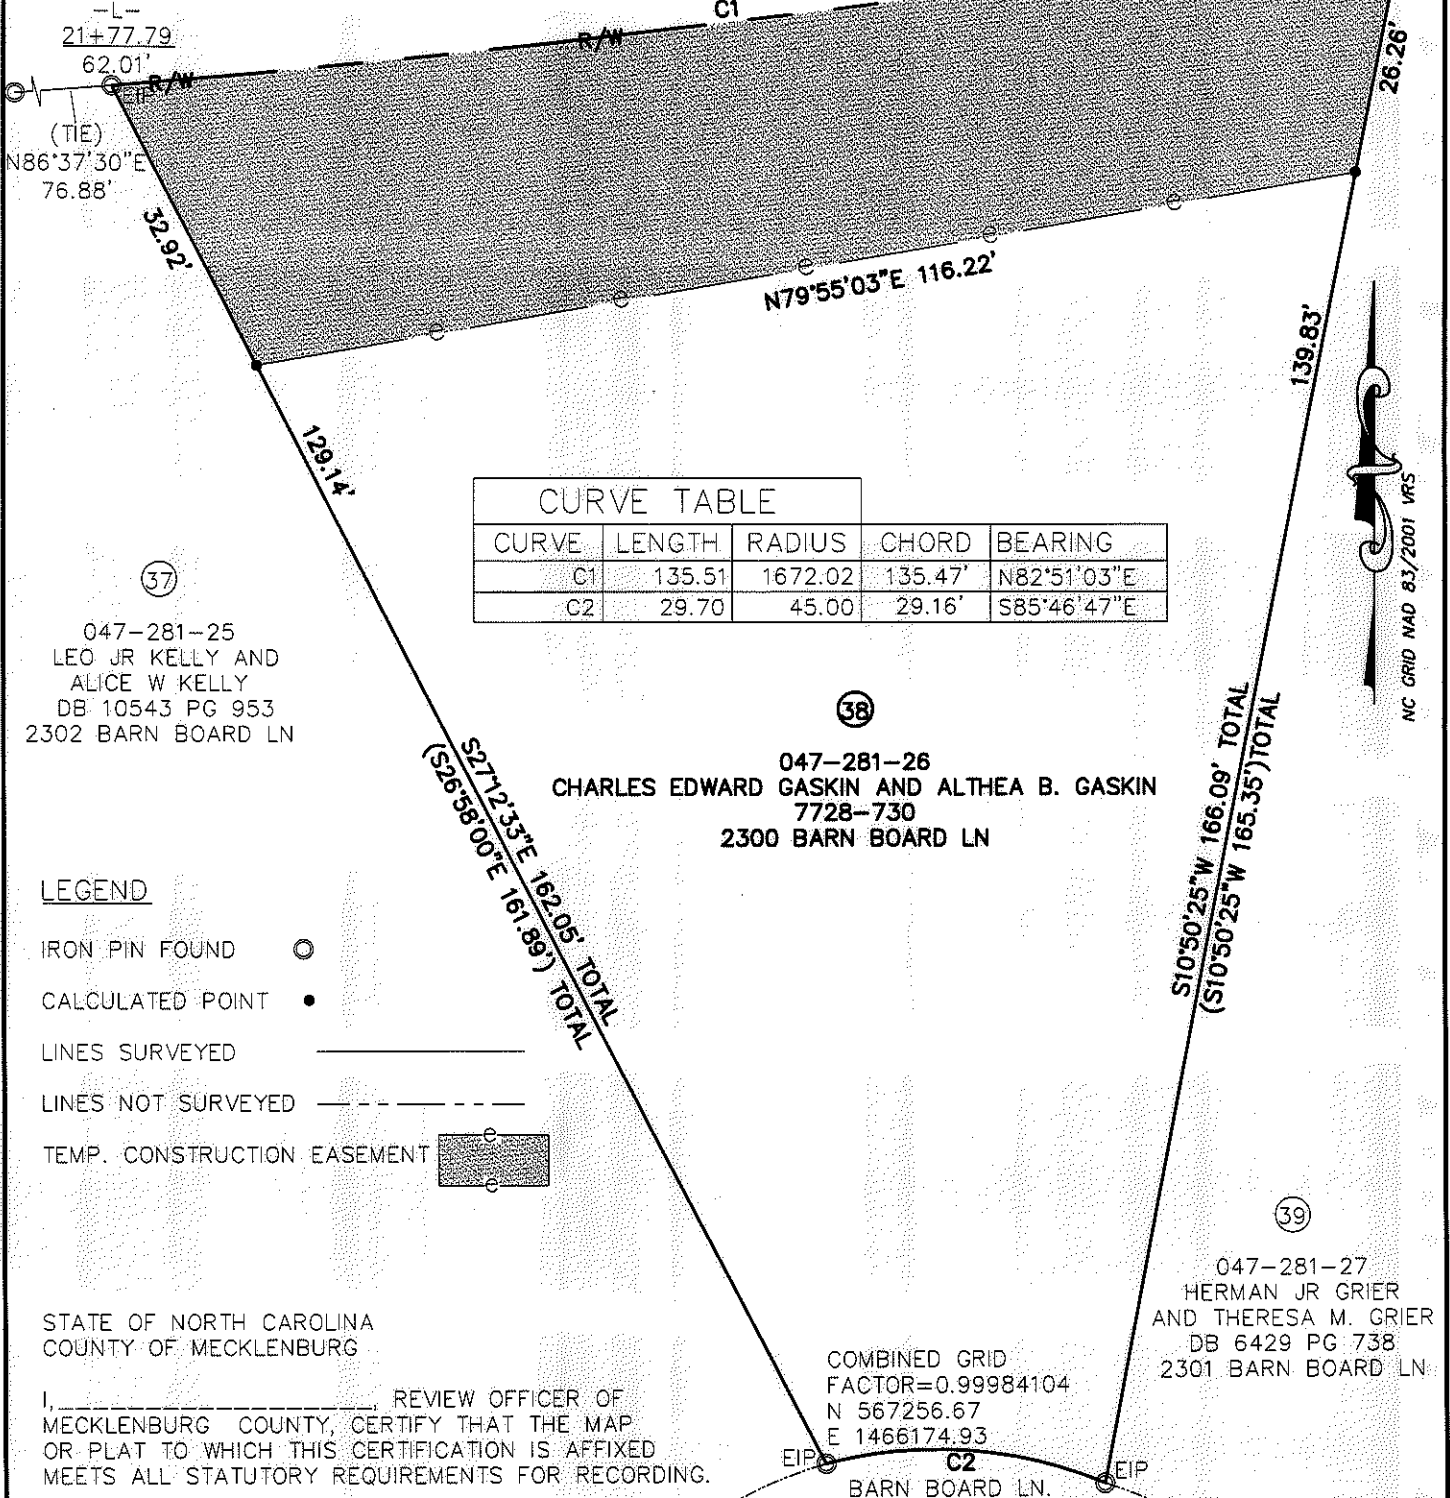 -L-
21+77.79
62.01'
C1
R/W
R/W
EIP
(TIE)
N86°37'30"E
76.88'
26.26'
32.92'
N79°55'03"E 116.22'
139.83'
129.14'
CURVE TABLE
CURVE LENGTH RADIUS CHORD BEARING
C1 135.51 1672.02 135.47' N82°51'03"E
C2 29.70 45.00 29.16' S85°46'47"E
NC GRID NAD 83/2001 VRS
37
047-281-25
LEO JR KELLY AND
ALICE W KELLY
DB 10543 PG 953
2302 BARN BOARD LN
38
047-281-26
CHARLES EDWARD GASKIN AND ALTHEA B. GASKIN
7728-730
2300 BARN BOARD LN
S27°12'33"E 162.05' TOTAL
(S26°58'00"E 161.89') TOTAL
S10°50'25"W 166.09' TOTAL
(S10°50'25"W 165.35')TOTAL
LEGEND
IRON PIN FOUND
CALCULATED POINT
LINES SURVEYED
LINES NOT SURVEYED
TEMP. CONSTRUCTION EASEMENT
e
e
39
047-281-27
HERMAN JR GRIER
AND THERESA M. GRIER
DB 6429 PG 738
2301 BARN BOARD LN
STATE OF NORTH CAROLINA
COUNTY OF MECKLENBURG
I,______________________, REVIEW OFFICER OF
MECKLENBURG COUNTY, CERTIFY THAT THE MAP
OR PLAT TO WHICH THIS CERTIFICATION IS AFFIXED
MEETS ALL STATUTORY REQUIREMENTS FOR RECORDING.
COMBINED GRID
FACTOR=0.99984104
N 567256.67
E 1466174.93
EIP
C2
EIP
BARN BOARD LN.